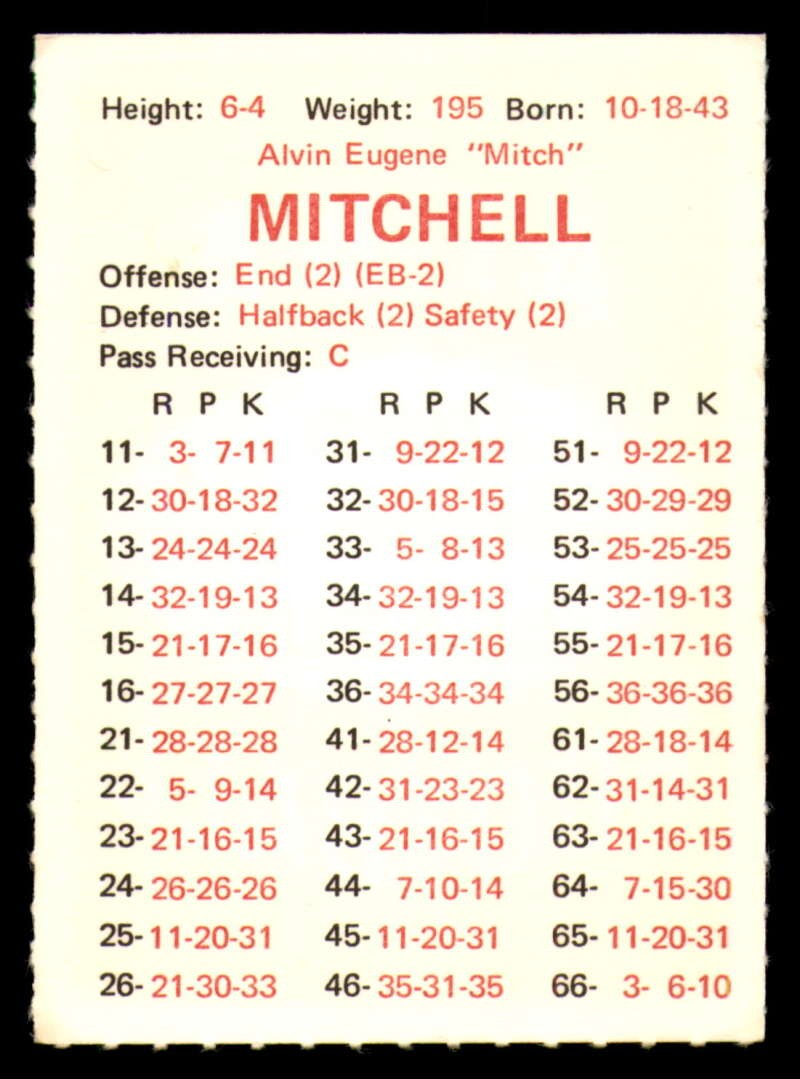 Height: 6-4 Weight: 195 Born: 10-18-43
Alvin Eugene "Mitch"
MITCHELL
Offense: End (2) (EB-2)
Defense: Halfback (2) Safety (2)
Pass Receiving: C
R P K R P K R P K
11- 3- 7-11 31- 9-22-12 51- 9-22-12
12-30-18-32 32-30-18-15 52-30-29-29
13-24-24-24 33- 5- 8-13 53-25-25-25
14-32-19-13 34-32-19-13 54-32-19-13
15-21-17-16 35-21-17-16 55-21-17-16
16-27-27-27 36-34-34-34 56-36-36-36
21-28-28-28 41-28-12-14 61-28-18-14
22- 5- 9-14 42-31-23-23 62-31-14-31
23-21-16-15 43-21-16-15 63-21-16-15
24-26-26-26 44- 7-10-14 64- 7-15-30
25-11-20-31 45-11-20-31 65-11-20-31
26-21-30-33 46-35-31-35 66- 3- 6-10